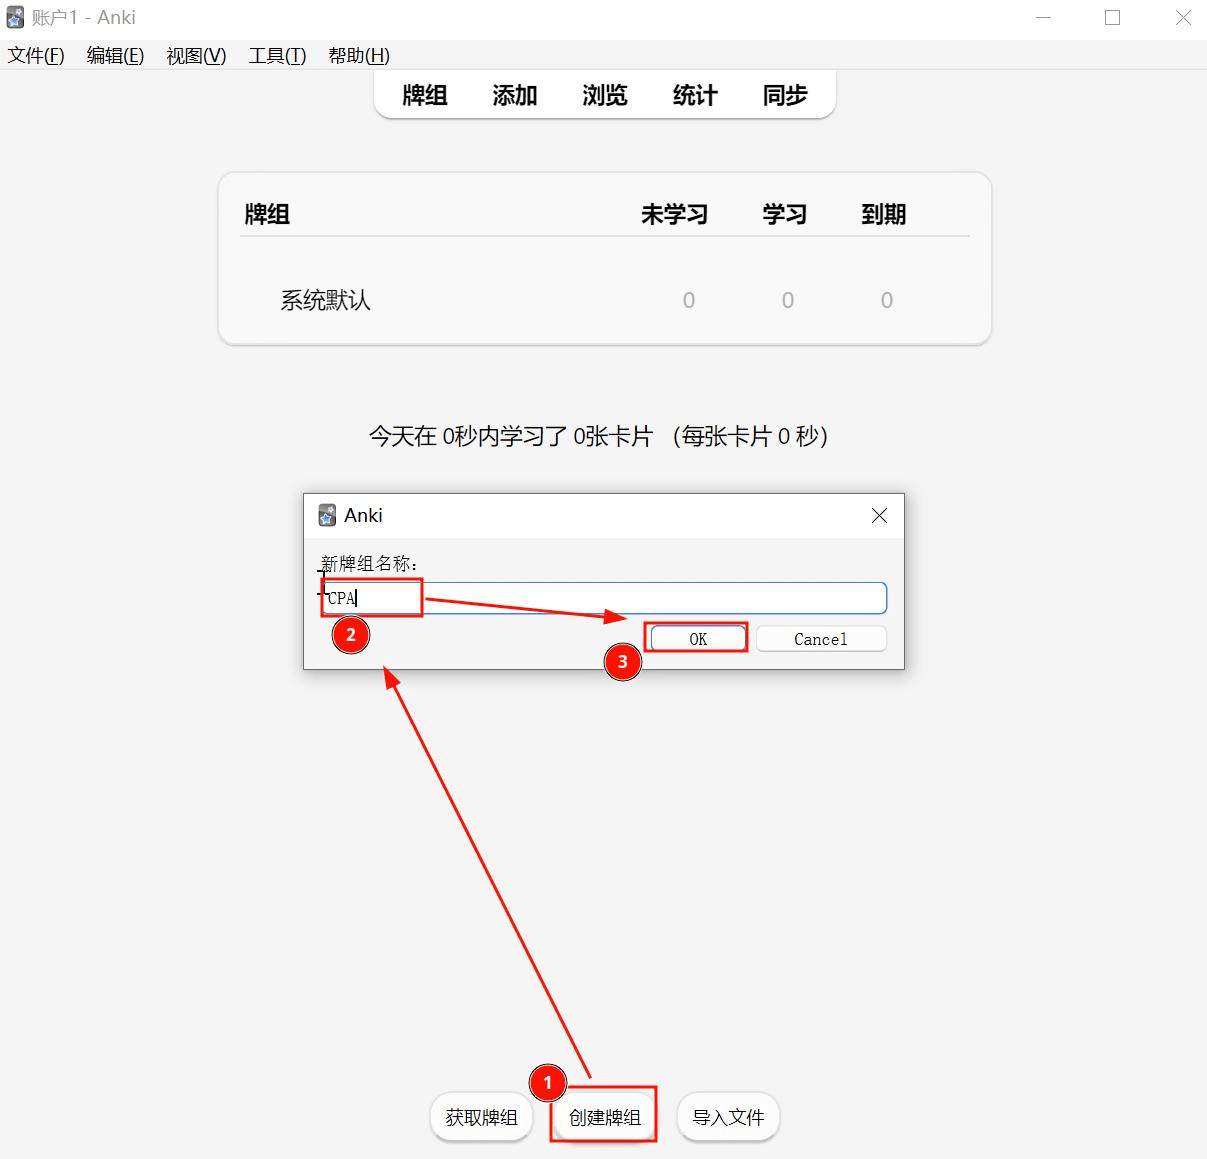 账户1 - Anki
文件(F) 编辑(E) 视图(V) 工具(T) 帮助(H)
牌组 添加 浏览 统计 同步
牌组 未学习 学习 到期
系统默认 0 0 0
今天在 0秒内学习了 0张卡片 （每张卡片 0 秒）
Anki
新牌组名称：
CPA
2
OK Cancel
3
1
获取牌组 创建牌组 导入文件